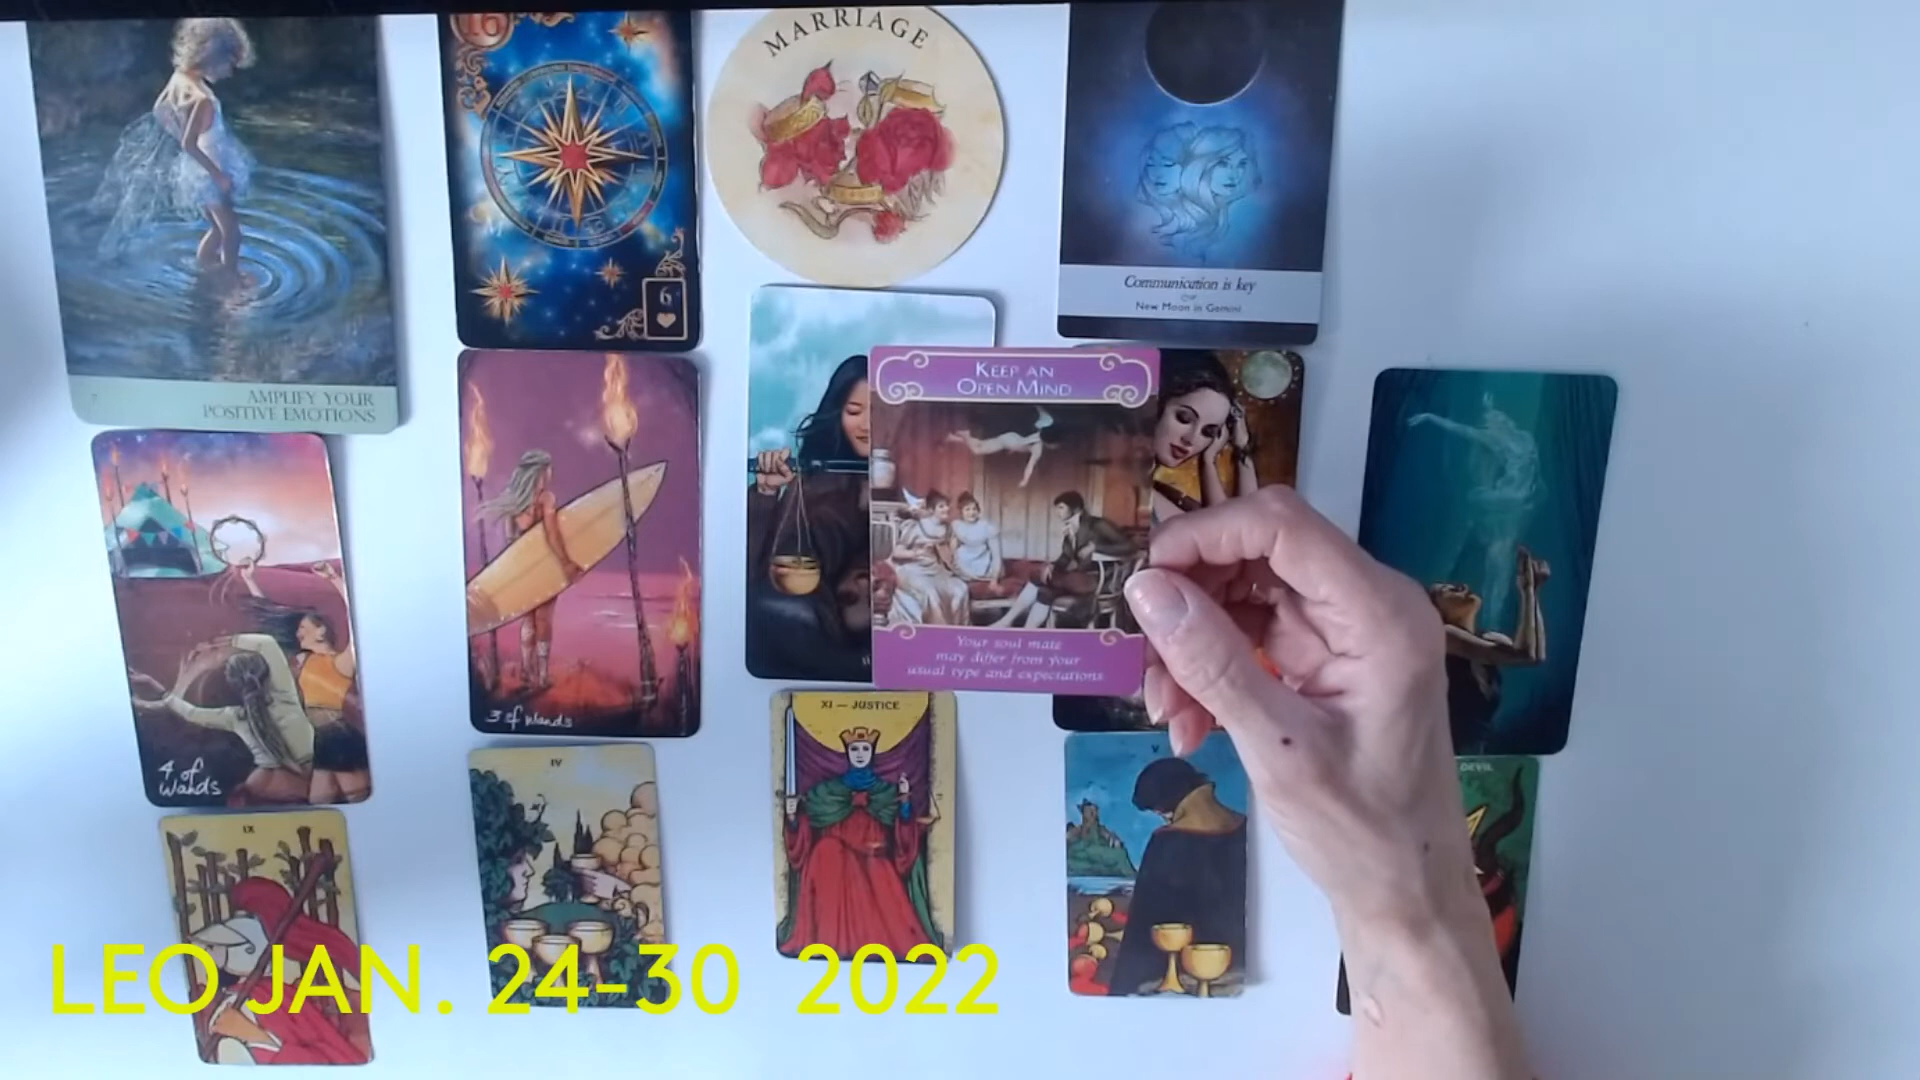 16
MARRIAGE
6
Communication is key
New Moon in Gemini
7
AMPLIFY YOUR
POSITIVE EMOTIONS
KEEP AN
OPEN MIND
Your soul mate
may differ from your
usual type and expectations
4 of
Wands
3 of Wands
IX
IV
XI — JUSTICE
V
DEVIL
LEO JAN. 24-30 2022